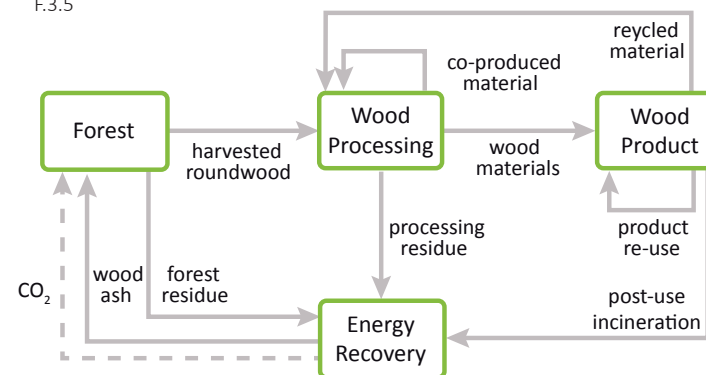 F.3.5
reycled
material
co-produced
material
Forest
Wood
Processing
Wood
Product
harvested
roundwood
wood
materials
processing
residue
product
re-use
CO₂
wood
ash
forest
residue
post-use
incineration
Energy
Recovery